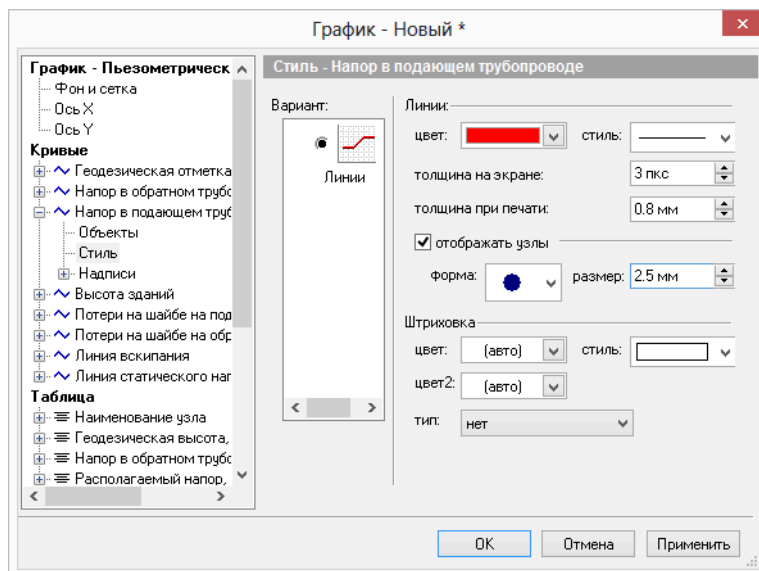 График - Новый *
График - Пьезометрическ
Фон и сетка
Ось X
Ось Y
Кривые
Геодезическая отметка
Напор в обратном трубс
Напор в подающем труб
Объекты
Стиль
Надписи
Высота зданий
Потери на шайбе на под
Потери на шайбе на обр
Линия вскипания
Линия статического наг
Таблица
Наименование узла
Геодезическая высота,
Напор в обратном трубс
Располагаемый напор,
Стиль - Напор в подающем трубопроводе
Вариант:
Линии
Линии:
цвет:
стиль:
толщина на экране: 3 пкс
толщина при печати: 0.8 мм
отображать узлы
форма:
размер: 2.5 мм
Штриховка
цвет: (авто)
стиль:
цвет2: (авто)
тип: нет
OK
Отмена
Применить